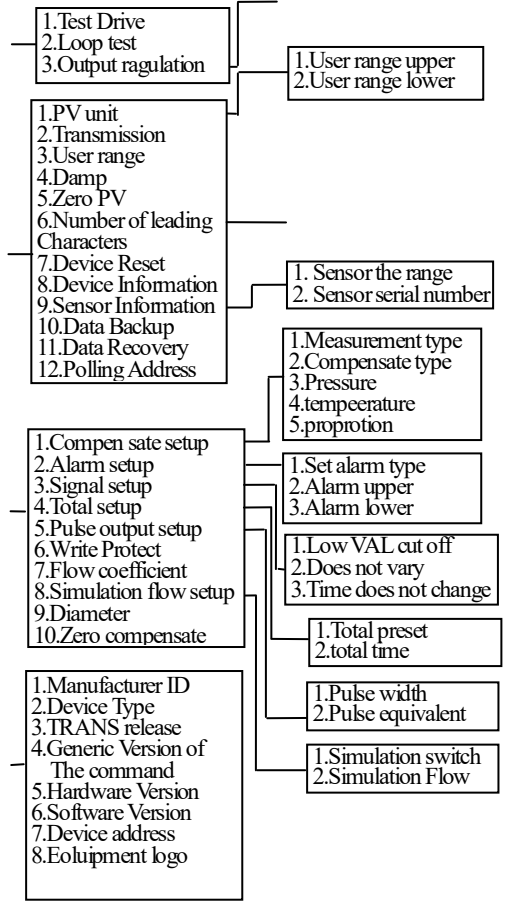 1.Test Drive
2.Loop test
3.Output ragulation
1.User range upper
2.User range lower
1.PV unit
2.Transmission
3.User range
4.Damp
5.Zero PV
6.Number of leading
Characters
7.Device Reset
8.Device Information
9.Sensor Information
10.Data Backup
11.Data Recovery
12.Polling Address
1. Sensor the range
2. Sensor serial number
1.Measurement type
2.Compensate type
3.Pressure
4.tempeerature
5.proprotion
1.Compen sate setup
2.Alarm setup
3.Signal setup
4.Total setup
5.Pulse output setup
6.Write Protect
7.Flow coefficient
8.Simulation flow setup
9.Diameter
10.Zero compensate
1.Set alarm type
2.Alarm upper
3.Alarm lower
1.Low VAL cut off
2.Does not vary
3.Time does not change
1.Total preset
2.total time
1.Pulse width
2.Pulse equivalent
1.Simulation switch
2.Simulation Flow
1.Manufacturer ID
2.Device Type
3.TRANS release
4.Generic Version of
The command
5.Hardware Version
6.Software Version
7.Device address
8.Eoluipment logo